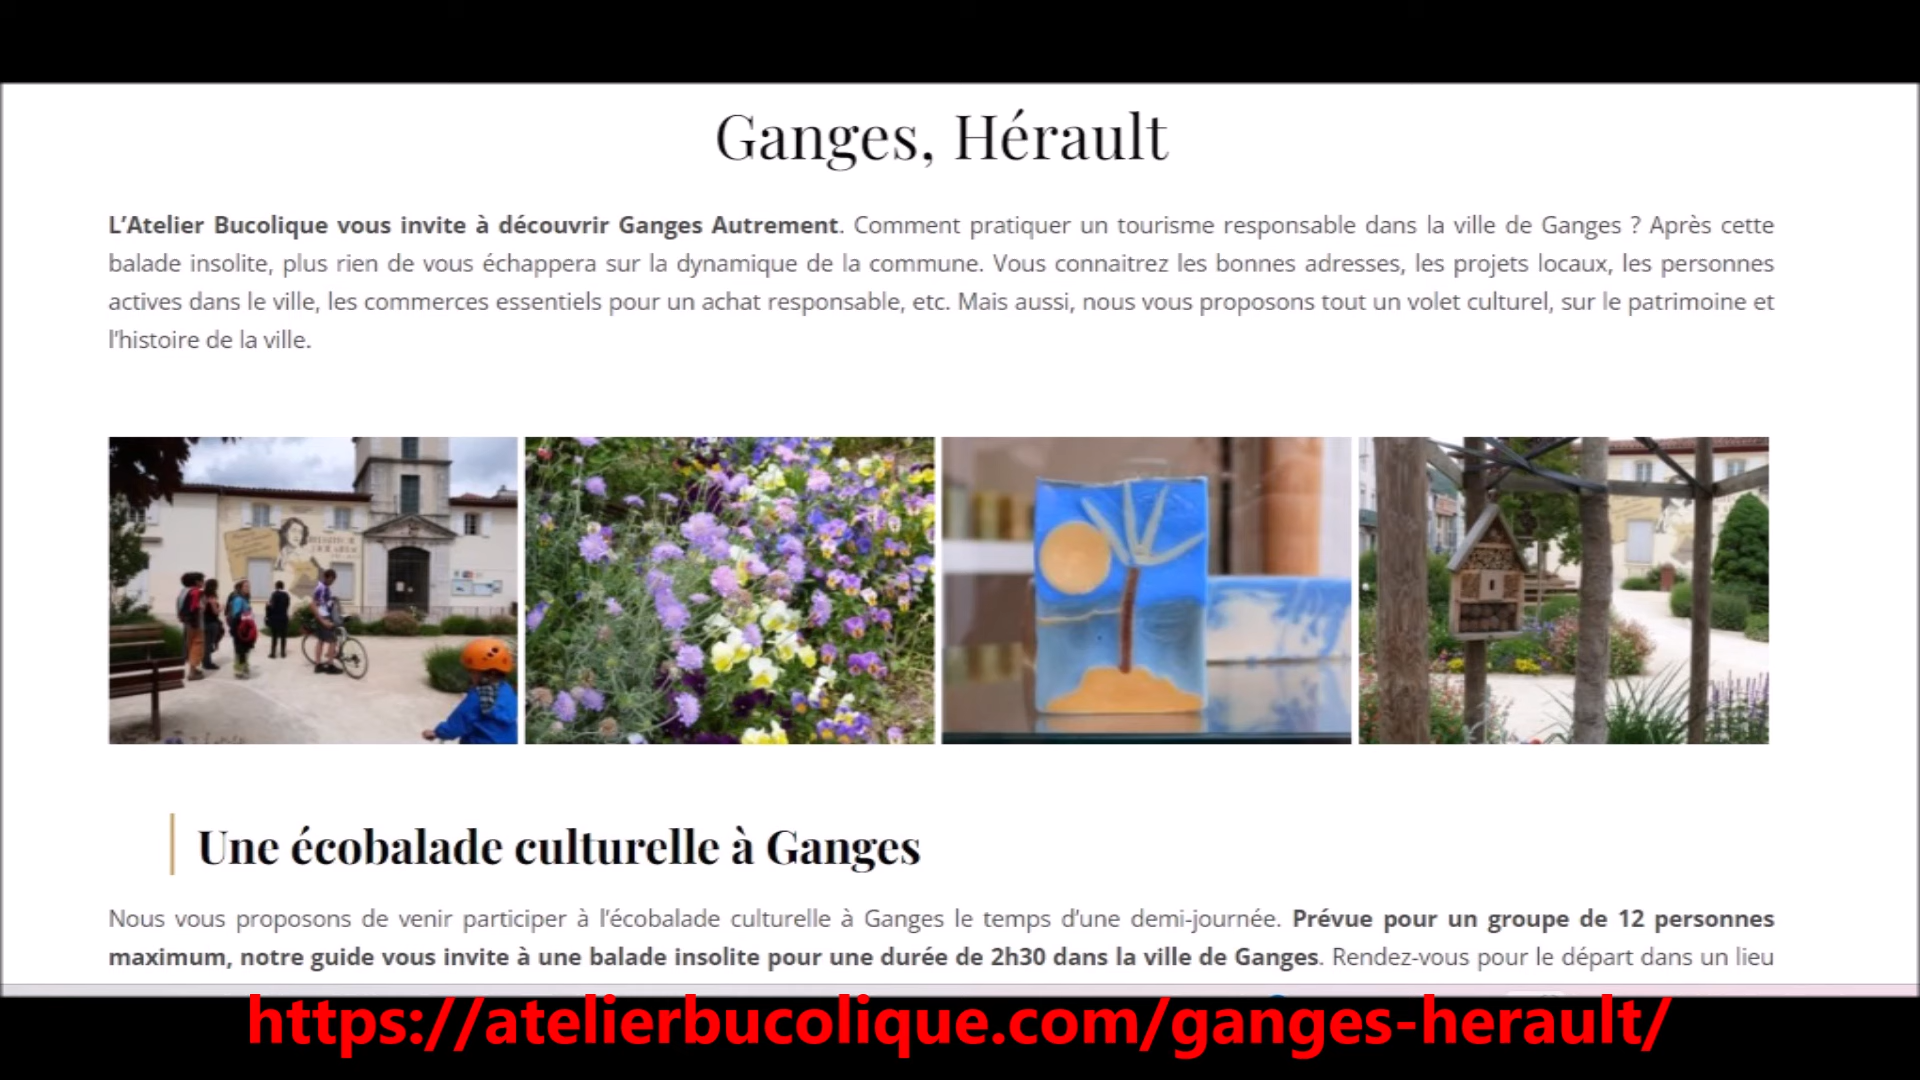 Ganges, Hérault
L’Atelier Bucolique vous invite à découvrir Ganges Autrement. Comment pratiquer un tourisme responsable dans la ville de Ganges ? Après cette
balade insolite, plus rien de vous échappera sur la dynamique de la commune. Vous connaitrez les bonnes adresses, les projets locaux, les personnes
actives dans le ville, les commerces essentiels pour un achat responsable, etc. Mais aussi, nous vous proposons tout un volet culturel, sur le patrimoine et
l’histoire de la ville.
Une écobalade culturelle à Ganges
Nous vous proposons de venir participer à l’écobalade culturelle à Ganges le temps d’une demi-journée. Prévue pour un groupe de 12 personnes
maximum, notre guide vous invite à une balade insolite pour une durée de 2h30 dans la ville de Ganges. Rendez-vous pour le départ dans un lieu
https://atelierbucolique.com/ganges-herault/